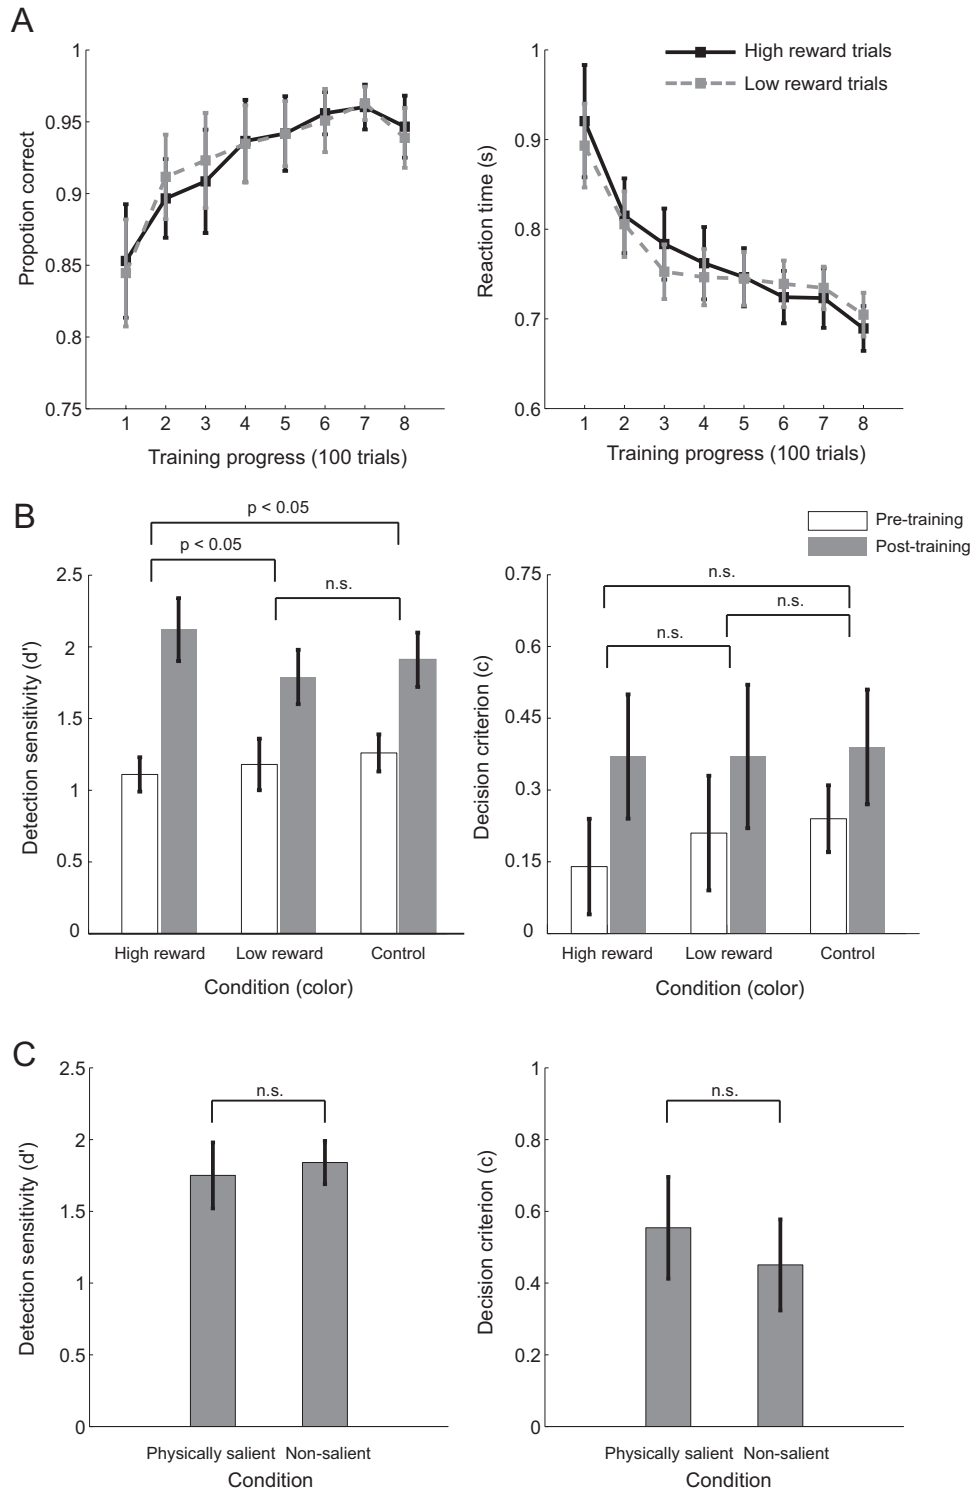 A
High reward trials
Low reward trials
Propotion correct
1
0.95
0.9
0.85
0.8
0.75
1 2 3 4 5 6 7 8
Training progress (100 trials)
Reaction time (s)
1
0.9
0.8
0.7
0.6
1 2 3 4 5 6 7 8
Training progress (100 trials)
B
Pre-training
Post-training
p < 0.05
p < 0.05
n.s.
Detection sensitivity (d')
2.5
2
1.5
1
0.5
0
High reward Low reward Control
Condition (color)
n.s.
n.s.
n.s.
Decision criterion (c)
0.75
0.6
0.45
0.3
0.15
0
High reward Low reward Control
Condition (color)
C
n.s.
Detection sensitivity (d')
2.5
2
1.5
1
0.5
0
Physically salient Non-salient
Condition
n.s.
Decision criterion (c)
1
0.8
0.6
0.4
0.2
0
Physically salient Non-salient
Condition